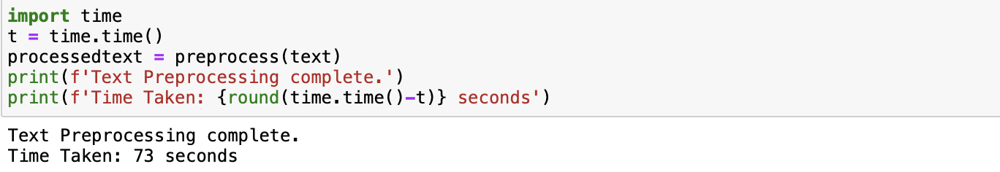 import time
t = time.time()
processedtext = preprocess(text)
print(f'Text Preprocessing complete.')
print(f'Time Taken: {round(time.time()-t)} seconds')
Text Preprocessing complete.
Time Taken: 73 seconds